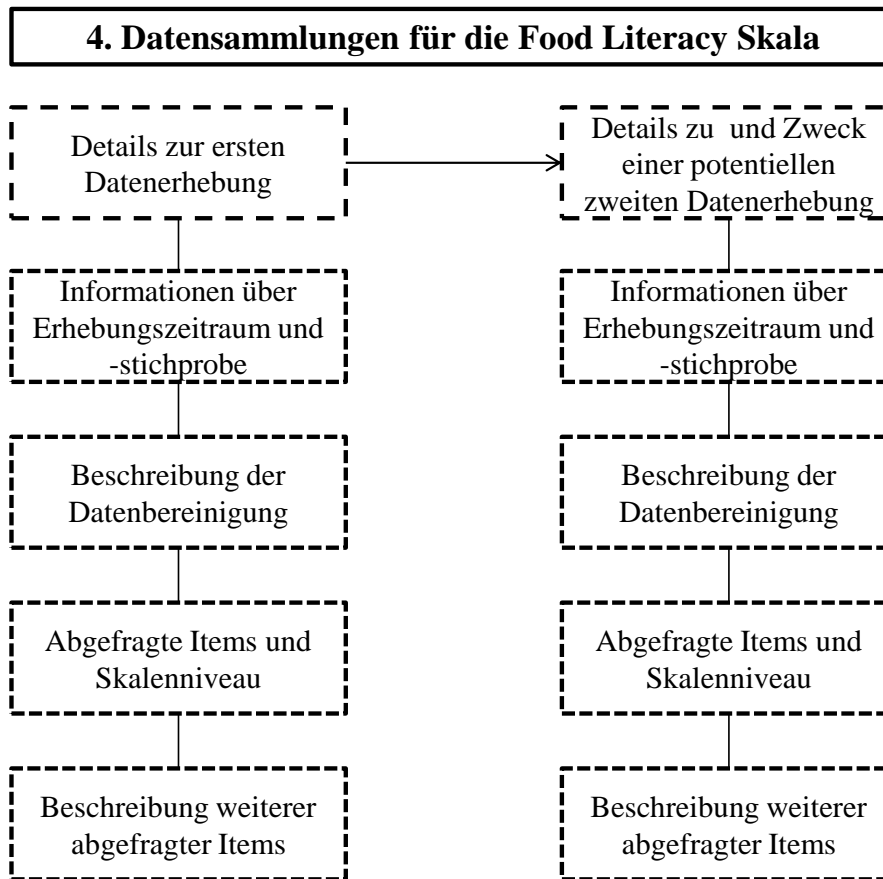 4. Datensammlungen für die Food Literacy Skala
Details zur ersten
Datenerhebung
Details zu und Zweck
einer potentiellen
zweiten Datenerhebung
Informationen über
Erhebungszeitraum und
-stichprobe
Informationen über
Erhebungszeitraum und
-stichprobe
Beschreibung der
Datenbereinigung
Beschreibung der
Datenbereinigung
Abgefragte Items und
Skalenniveau
Abgefragte Items und
Skalenniveau
Beschreibung weiterer
abgefragter Items
Beschreibung weiterer
abgefragter Items